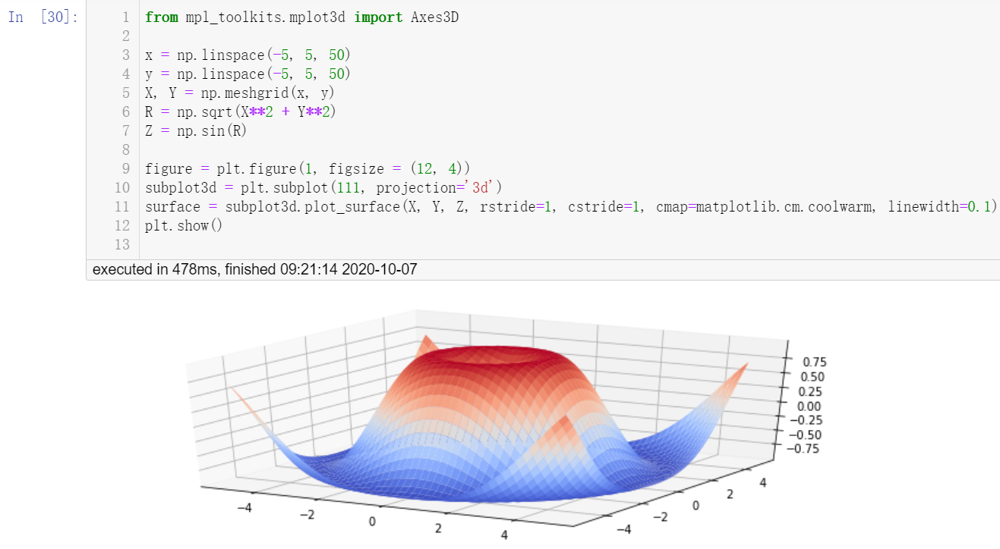 In [30]:
1 from mpl_toolkits.mplot3d import Axes3D
2
3 x = np.linspace(-5, 5, 50)
4 y = np.linspace(-5, 5, 50)
5 X, Y = np.meshgrid(x, y)
6 R = np.sqrt(X**2 + Y**2)
7 Z = np.sin(R)
8
9 figure = plt.figure(1, figsize = (12, 4))
10 subplot3d = plt.subplot(111, projection='3d')
11 surface = subplot3d.plot_surface(X, Y, Z, rstride=1, cstride=1, cmap=matplotlib.cm.coolwarm, linewidth=0.1)
12 plt.show()
13
executed in 478ms, finished 09:21:14 2020-10-07
0.75
0.50
0.25
0.00
−0.25
−0.50
−0.75
−4 −2 0 2 4
−4 −2 0 2 4